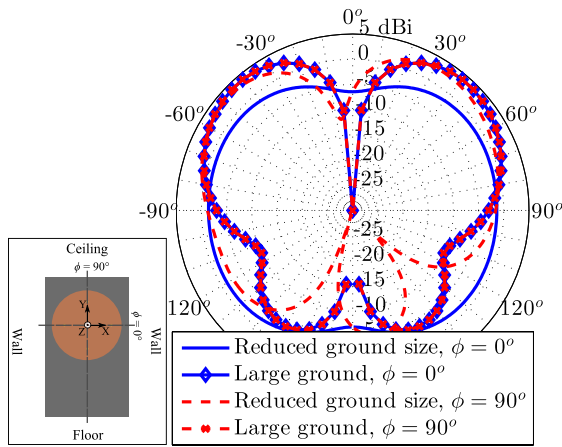 0°
5 dBi
-30° 0 30°
-5
-60° -10 60°
-15
-20
-25
-90° 90°
-25
-20
-15
120° -10 120°
-5
Ceiling
ϕ = 90°
Y
Wall Z X ϕ = 0° Wall
Floor
Reduced ground size, ϕ = 0°
Large ground, ϕ = 0°
Reduced ground size, ϕ = 90°
Large ground, ϕ = 90°